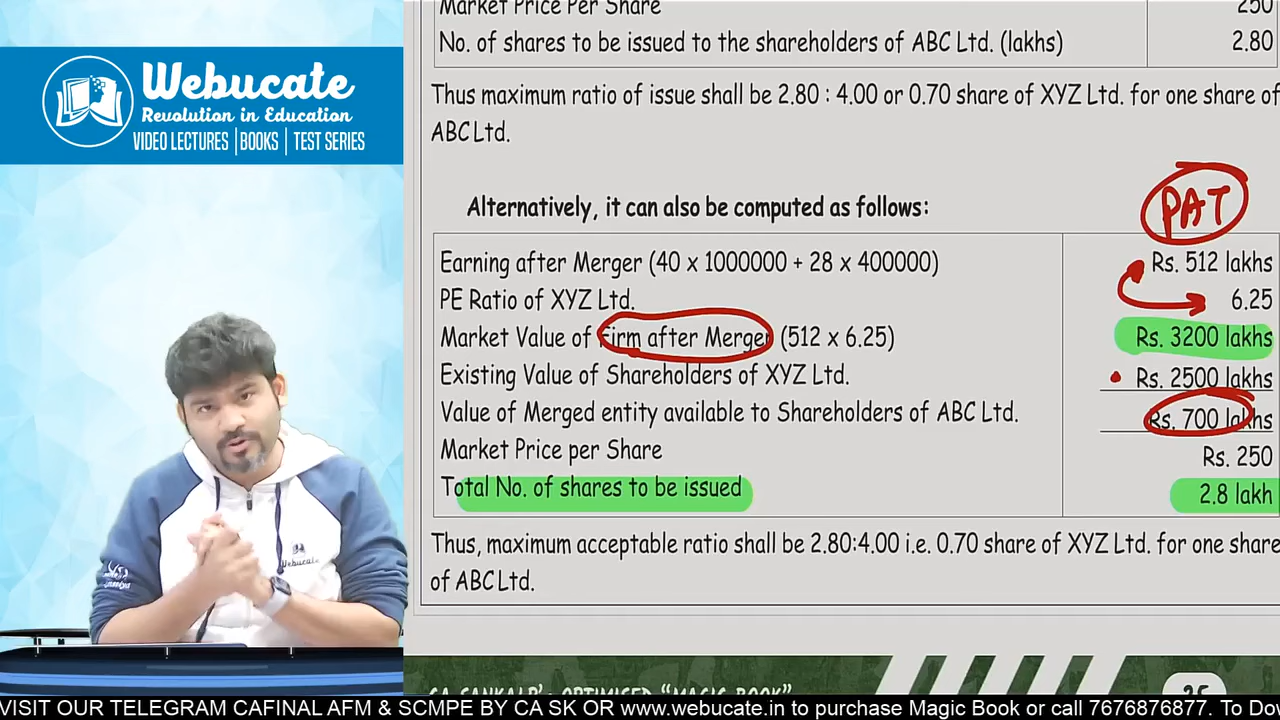 Webucate
Revolution in Education
VIDEO LECTURES | BOOKS | TEST SERIES
Market Price Per Share 250
No. of shares to be issued to the shareholders of ABC Ltd. (lakhs) 2.80
Thus maximum ratio of issue shall be 2.80 : 4.00 or 0.70 share of XYZ Ltd. for one share of
ABC Ltd.
PAT
Alternatively, it can also be computed as follows:
Earning after Merger (40 x 1000000 + 28 x 400000) Rs. 512 lakhs
PE Ratio of XYZ Ltd. 6.25
Market Value of Firm after Merger (512 x 6.25) Rs. 3200 lakhs
Existing Value of Shareholders of XYZ Ltd. Rs. 2500 lakhs
Value of Merged entity available to Shareholders of ABC Ltd. Rs. 700 lakhs
Market Price per Share Rs. 250
Total No. of shares to be issued 2.8 lakh
Thus, maximum acceptable ratio shall be 2.80:4.00 i.e. 0.70 share of XYZ Ltd. for one share
of ABC Ltd.
Webucate
CA SANKALP'S OPTIMISED "MAGIC BOOK"
VISIT OUR TELEGRAM CAFINAL AFM & SCMPE BY CA SK OR www.webucate.in to purchase Magic Book or call 7676876877. To Do